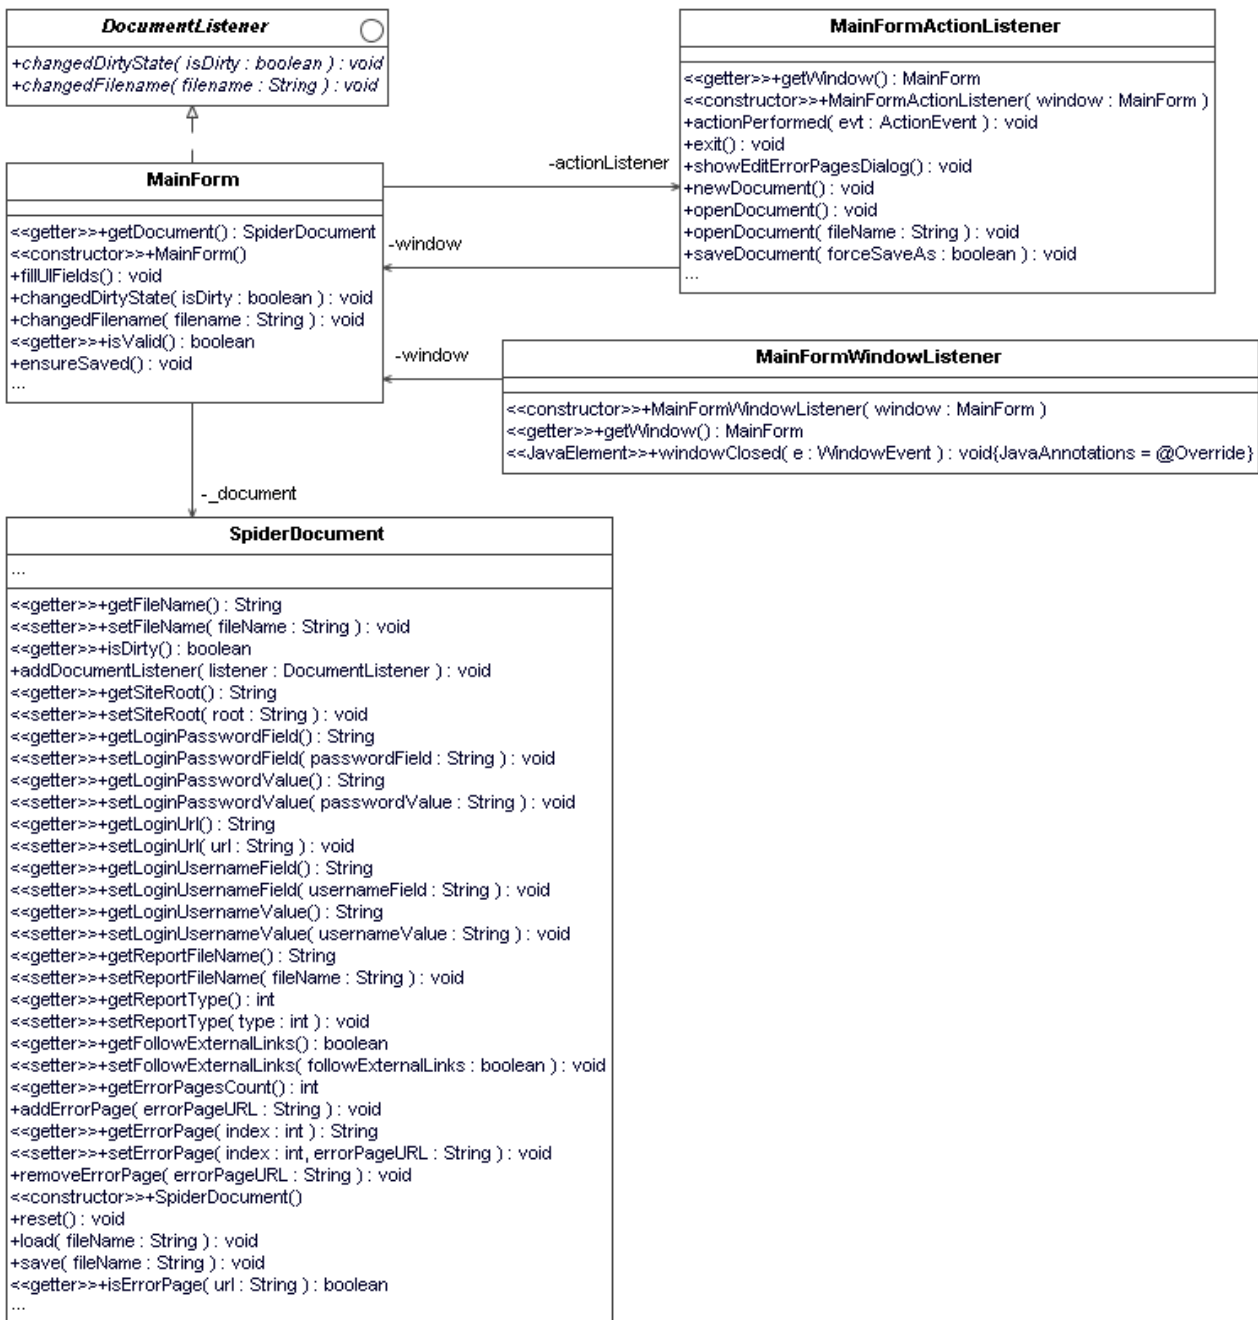 DocumentListener
+changedDirtyState( isDirty : boolean ) : void
+changedFilename( filename : String ) : void
MainFormActionListener
<<getter>>+getWindow() : MainForm
<<constructor>>+MainFormActionListener( window : MainForm )
+actionPerformed( evt : ActionEvent ) : void
+exit() : void
+showEditErrorPagesDialog() : void
+newDocument() : void
+openDocument() : void
+openDocument( fileName : String ) : void
+saveDocument( forceSaveAs : boolean ) : void
...
-actionListener
-window
MainForm
<<getter>>+getDocument() : SpiderDocument
<<constructor>>+MainForm()
+fillUIFields() : void
+changedDirtyState( isDirty : boolean ) : void
+changedFilename( filename : String ) : void
<<getter>>+isValid() : boolean
+ensureSaved() : void
...
-window
MainFormWindowListener
<<constructor>>+MainFormWindowListener( window : MainForm )
<<getter>>+getWindow() : MainForm
<<JavaElement>>+windowClosed( e : WindowEvent ) : void{JavaAnnotations = @Override}
-_document
SpiderDocument
...
<<getter>>+getFileName() : String
<<setter>>+setFileName( fileName : String ) : void
<<getter>>+isDirty() : boolean
+addDocumentListener( listener : DocumentListener ) : void
<<getter>>+getSiteRoot() : String
<<setter>>+setSiteRoot( root : String ) : void
<<getter>>+getLoginPasswordField() : String
<<setter>>+setLoginPasswordField( passwordField : String ) : void
<<getter>>+getLoginPasswordValue() : String
<<setter>>+setLoginPasswordValue( passwordValue : String ) : void
<<getter>>+getLoginUrl() : String
<<setter>>+setLoginUrl( url : String ) : void
<<getter>>+getLoginUsernameField() : String
<<setter>>+setLoginUsernameField( usernameField : String ) : void
<<getter>>+getLoginUsernameValue() : String
<<setter>>+setLoginUsernameValue( usernameValue : String ) : void
<<getter>>+getReportFileName() : String
<<setter>>+setReportFileName( fileName : String ) : void
<<getter>>+getReportType() : int
<<setter>>+setReportType( type : int ) : void
<<getter>>+getFollowExternalLinks() : boolean
<<setter>>+setFollowExternalLinks( followExternalLinks : boolean ) : void
<<getter>>+getErrorPagesCount() : int
+addErrorPage( errorPageURL : String ) : void
<<getter>>+getErrorPage( index : int ) : String
<<setter>>+setErrorPage( index : int, errorPageURL : String ) : void
+removeErrorPage( errorPageURL : String ) : void
<<constructor>>+SpiderDocument()
+reset() : void
+load( fileName : String ) : void
+save( fileName : String ) : void
<<getter>>+isErrorPage( url : String ) : boolean
...